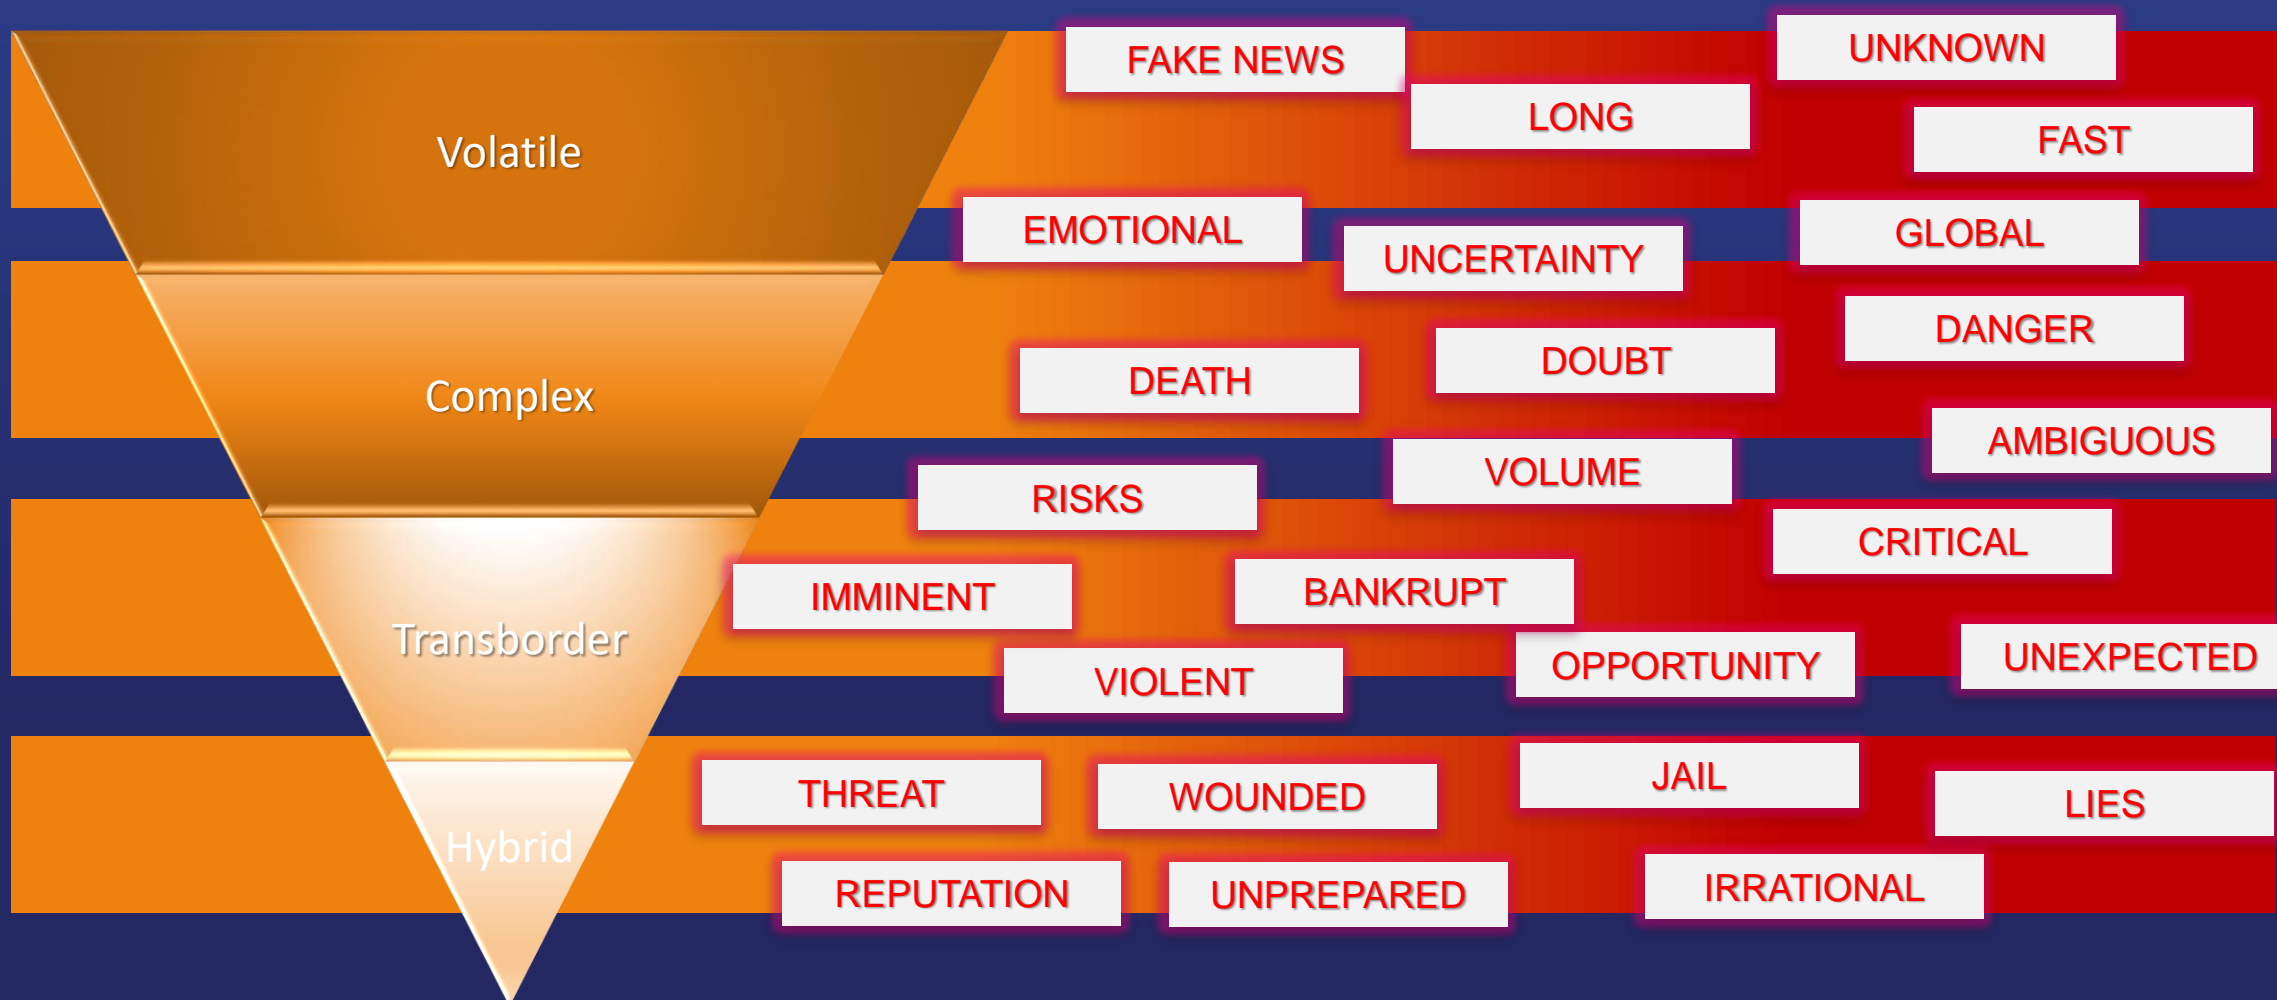 Volatile
Complex
Transborder
Hybrid
FAKE NEWS
UNKNOWN
LONG
FAST
EMOTIONAL
UNCERTAINTY
GLOBAL
DANGER
DEATH
DOUBT
AMBIGUOUS
RISKS
VOLUME
CRITICAL
IMMINENT
BANKRUPT
VIOLENT
OPPORTUNITY
UNEXPECTED
THREAT
WOUNDED
JAIL
LIES
REPUTATION
UNPREPARED
IRRATIONAL